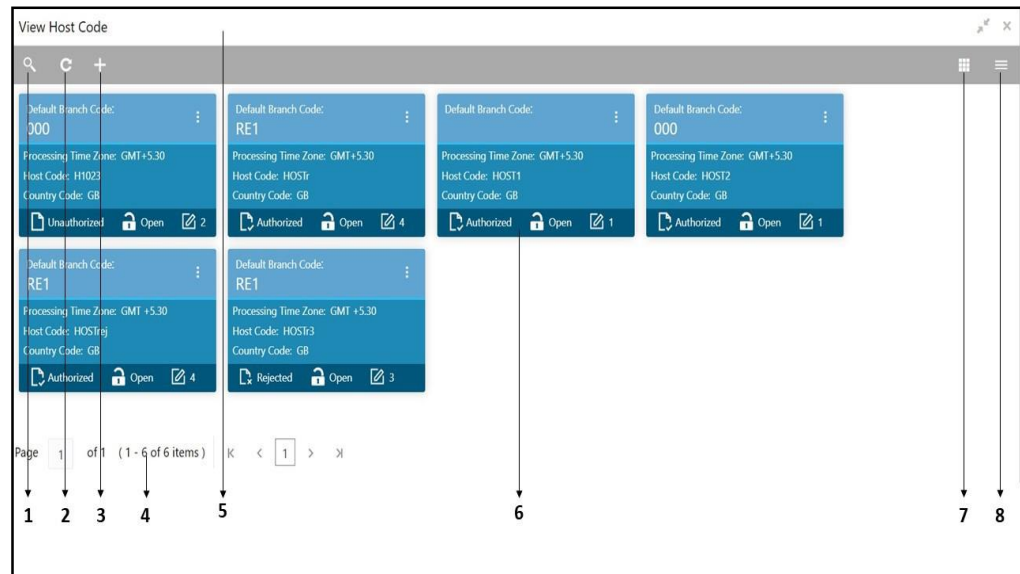 View Host Code
Default Branch Code:
000
Processing Time Zone: GMT+5.30
Host Code: H1023
Country Code: GB
Unauthorized Open 2
Default Branch Code:
RE1
Processing Time Zone: GMT+5.30
Host Code: HOSTr
Country Code: GB
Authorized Open 4
Default Branch Code:
Processing Time Zone: GMT+5.30
Host Code: HOST1
Country Code: GB
Authorized Open 1
Default Branch Code:
000
Processing Time Zone: GMT+5.30
Host Code: HOST2
Country Code: GB
Authorized Open 1
Default Branch Code:
RE1
Processing Time Zone: GMT +5.30
Host Code: HOSTrej
Country Code: GB
Authorized Open 4
Default Branch Code:
RE1
Processing Time Zone: GMT +5.30
Host Code: HOSTr3
Country Code: GB
Rejected Open 3
Page 1 of 1 ( 1 - 6 of 6 items ) K < 1 > >|
1 2 3 4 5 6 7 8